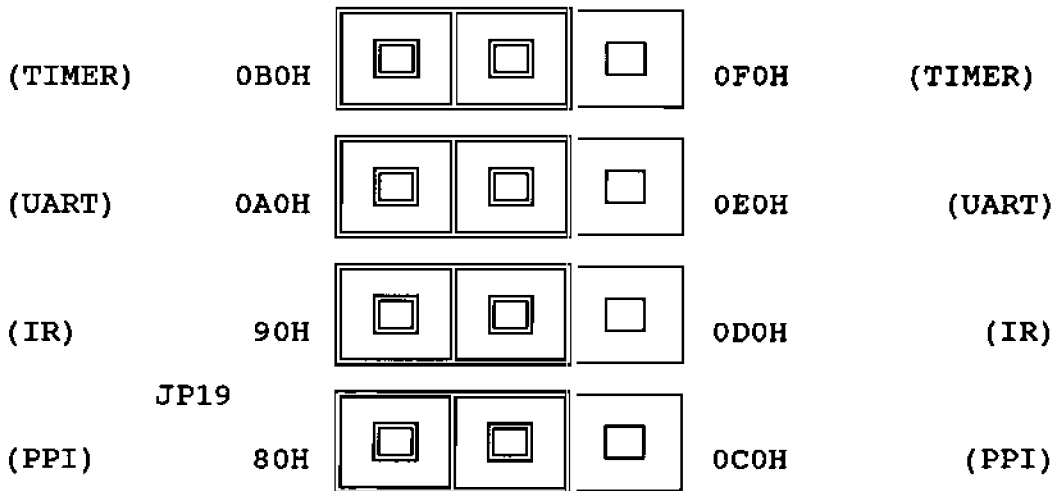 (TIMER) 0B0H 0F0H (TIMER)
(UART) 0A0H 0E0H (UART)
(IR) 90H 0D0H (IR)
JP19
(PPI) 80H 0C0H (PPI)